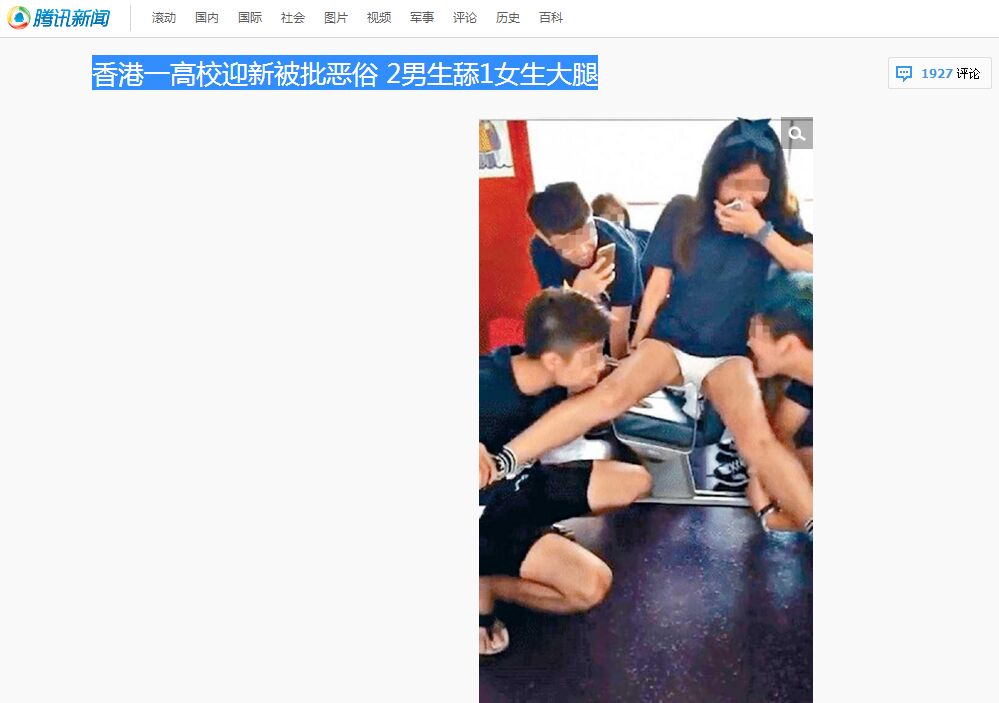 腾讯新闻
滚动 国内 国际 社会 图片 视频 军事 评论 历史 百科
香港一高校迎新被批恶俗 2男生舔1女生大腿
1927 评论